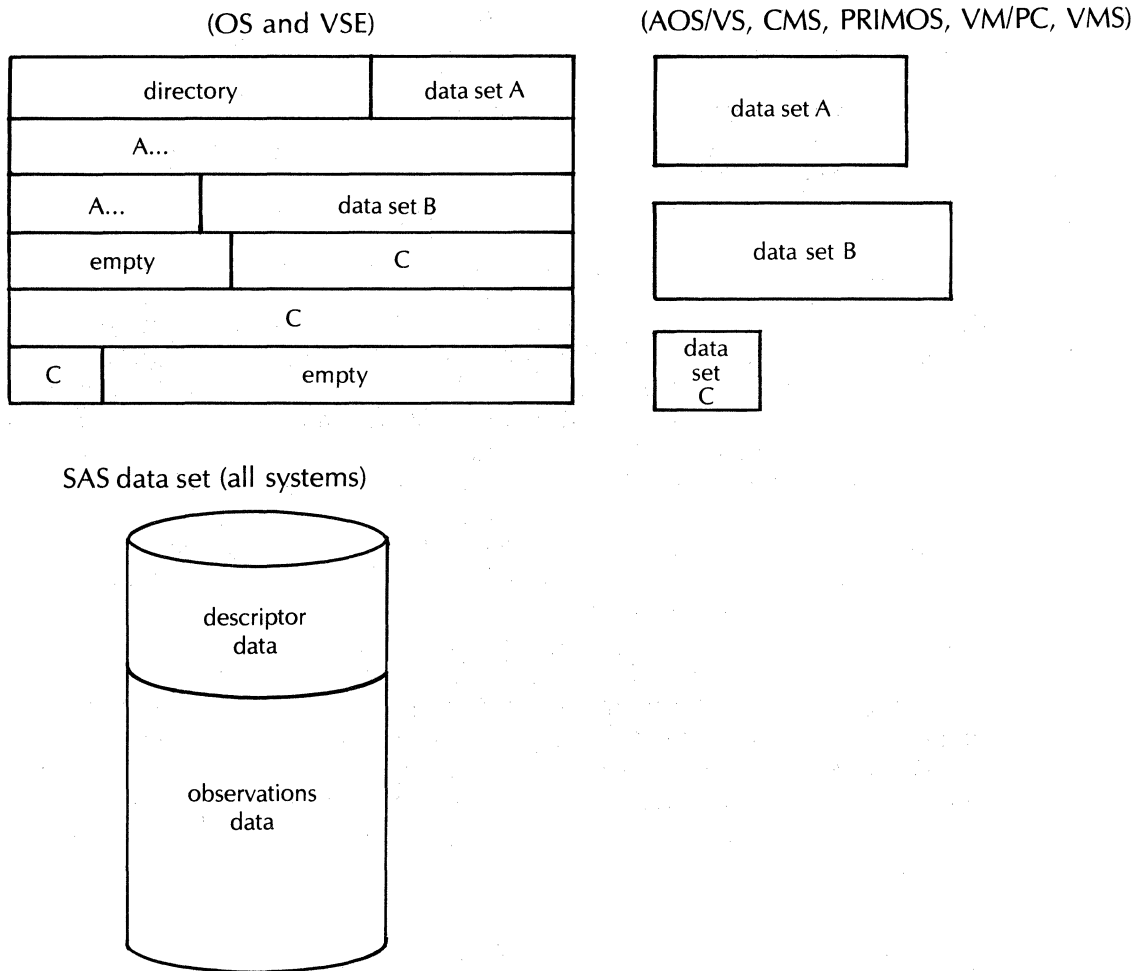 (OS and VSE)
(AOS/VS, CMS, PRIMOS, VM/PC, VMS)
directory
data set A
A...
A...
data set B
empty
C
C
C
empty
data set A
data set B
data
set
C
SAS data set (all systems)
descriptor
data
observations
data